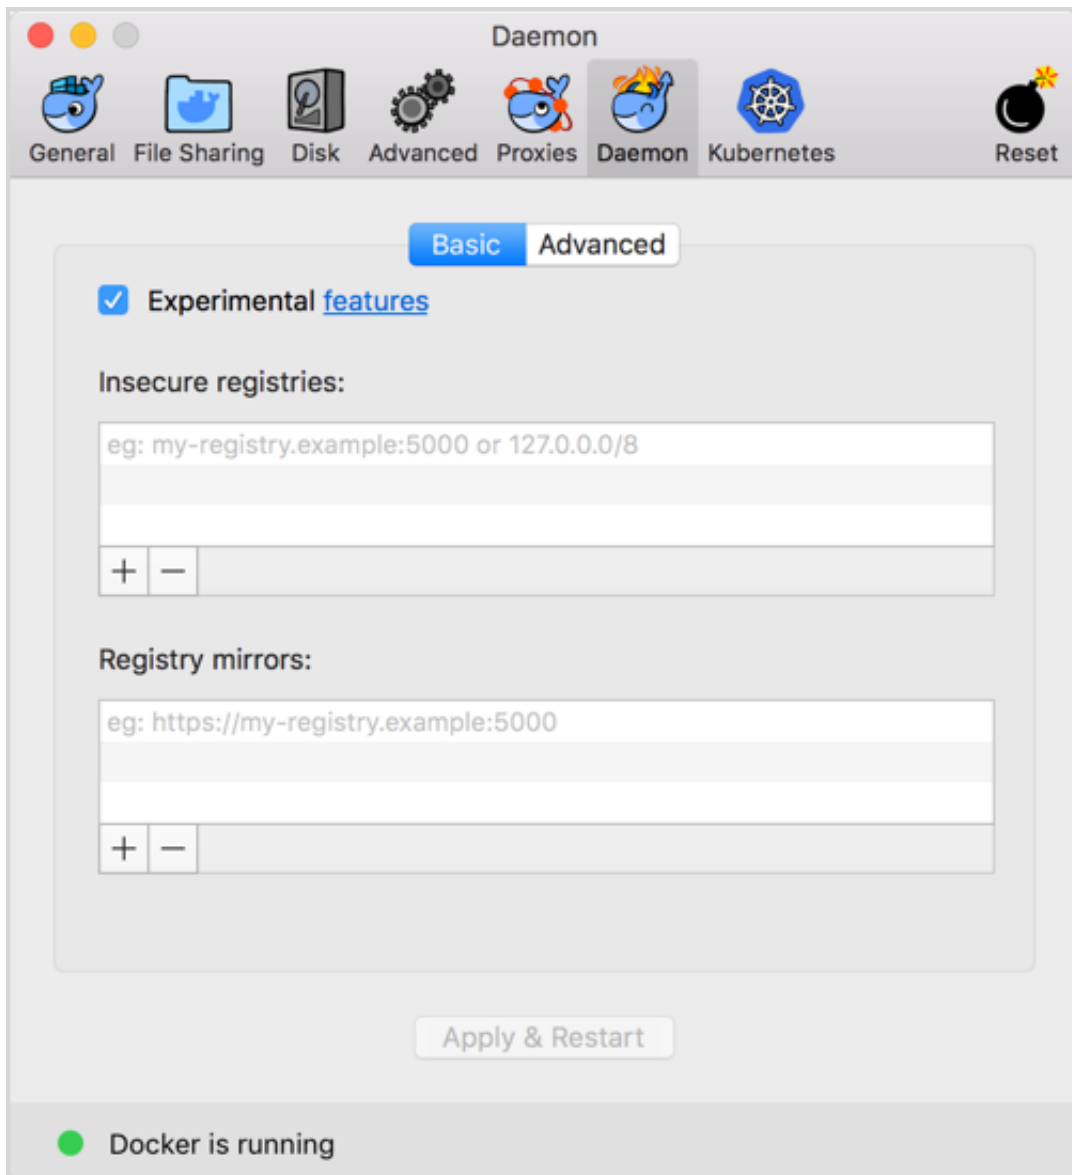 Daemon
General File Sharing Disk Advanced Proxies Daemon Kubernetes Reset
Basic Advanced
Experimental features
Insecure registries:
eg: my-registry.example:5000 or 127.0.0.0/8
+ −
Registry mirrors:
eg: https://my-registry.example:5000
+ −
Apply & Restart
Docker is running